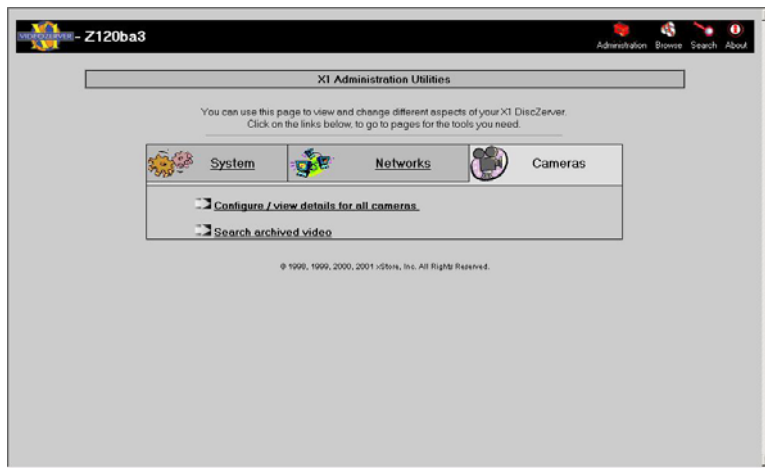 VIDEOZERVER - Z120ba3
Administration Browse Search About
X1 Administration Utilities
You can use this page to view and change different aspects of your X1 DiscZerver.
Click on the links below, to go to pages for the tools you need.
System Networks Cameras
Configure / view details for all cameras.
Search archived video
© 1998, 1999, 2000, 2001 xStore, Inc. All Rights Reserved.